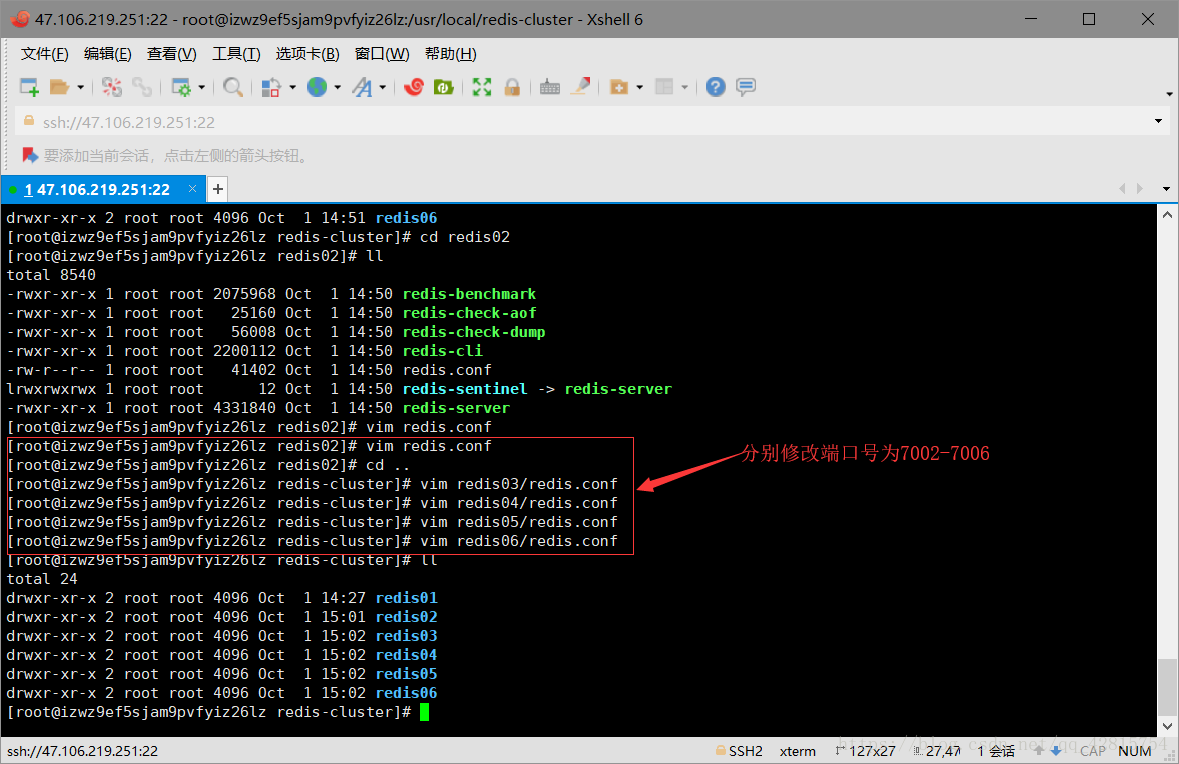 47.106.219.251:22 - root@izwz9ef5sjam9pvfyiz26lz:/usr/local/redis-cluster - Xshell 6
文件(F) 编辑(E) 查看(V) 工具(T) 选项卡(B) 窗口(W) 帮助(H)
ssh://47.106.219.251:22
要添加当前会话，点击左侧的箭头按钮。
1 47.106.219.251:22 × +
drwxr-xr-x 2 root root 4096 Oct  1 14:51 redis06
[root@izwz9ef5sjam9pvfyiz26lz redis-cluster]# cd redis02
[root@izwz9ef5sjam9pvfyiz26lz redis02]# ll
total 8540
-rwxr-xr-x 1 root root 2075968 Oct  1 14:50 redis-benchmark
-rwxr-xr-x 1 root root   25160 Oct  1 14:50 redis-check-aof
-rwxr-xr-x 1 root root   56008 Oct  1 14:50 redis-check-dump
-rwxr-xr-x 1 root root 2200112 Oct  1 14:50 redis-cli
-rw-r--r-- 1 root root   41402 Oct  1 14:50 redis.conf
lrwxrwxrwx 1 root root      12 Oct  1 14:50 redis-sentinel -> redis-server
-rwxr-xr-x 1 root root 4331840 Oct  1 14:50 redis-server
[root@izwz9ef5sjam9pvfyiz26lz redis02]# vim redis.conf
[root@izwz9ef5sjam9pvfyiz26lz redis02]# vim redis.conf
分别修改端口号为7002-7006
[root@izwz9ef5sjam9pvfyiz26lz redis02]# cd ..
[root@izwz9ef5sjam9pvfyiz26lz redis-cluster]# vim redis03/redis.conf
[root@izwz9ef5sjam9pvfyiz26lz redis-cluster]# vim redis04/redis.conf
[root@izwz9ef5sjam9pvfyiz26lz redis-cluster]# vim redis05/redis.conf
[root@izwz9ef5sjam9pvfyiz26lz redis-cluster]# vim redis06/redis.conf
[root@izwz9ef5sjam9pvfyiz26lz redis-cluster]# ll
total 24
drwxr-xr-x 2 root root 4096 Oct  1 14:27 redis01
drwxr-xr-x 2 root root 4096 Oct  1 15:01 redis02
drwxr-xr-x 2 root root 4096 Oct  1 15:02 redis03
drwxr-xr-x 2 root root 4096 Oct  1 15:02 redis04
drwxr-xr-x 2 root root 4096 Oct  1 15:02 redis05
drwxr-xr-x 2 root root 4096 Oct  1 15:02 redis06
[root@izwz9ef5sjam9pvfyiz26lz redis-cluster]#
ssh://47.106.219.251:22 SSH2 xterm 127x27 27,47 1 会话 CAP NUM